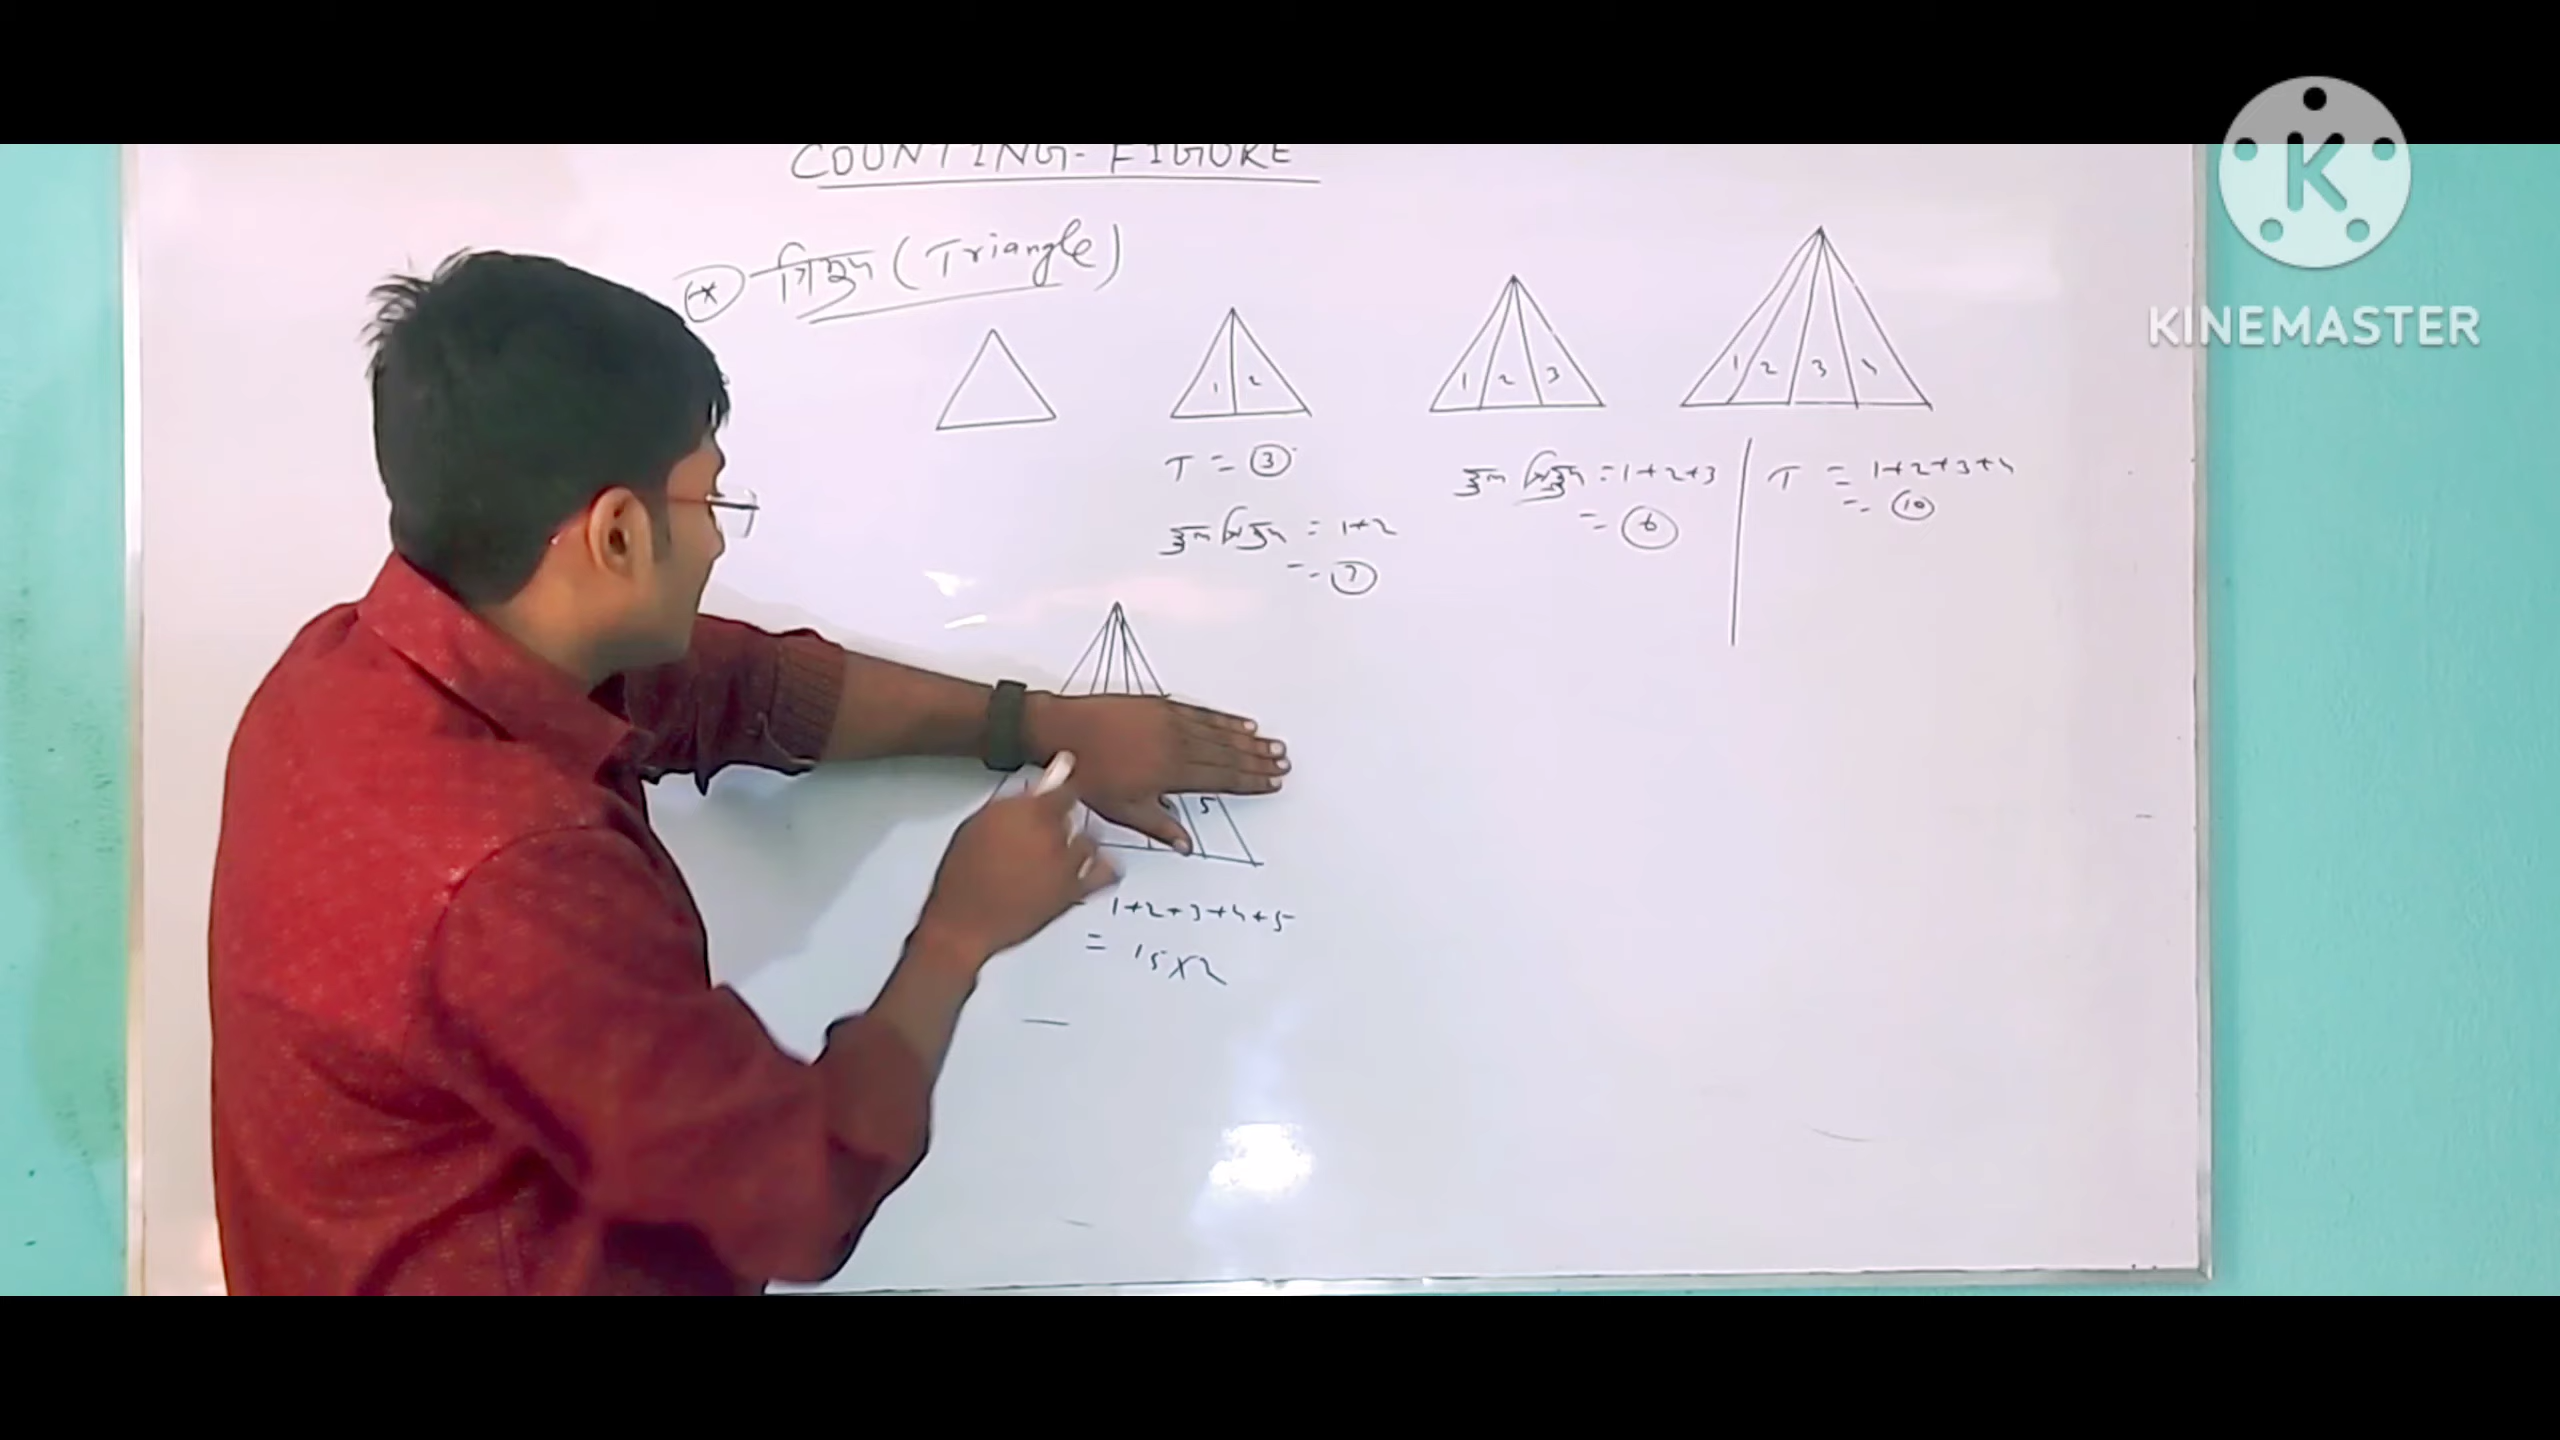 COUNTING-FIGURE
त्रिभुज (Triangle)
1 2
1 2 3
1 2 3 4
T = 3
कुल त्रिभुज = 1+2
= 3
कुल त्रिभुज = 1+2+3
= 6
T = 1+2+3+4
= 10
5
= 1+2+3+4+5
= 15×2
K
KINEMASTER